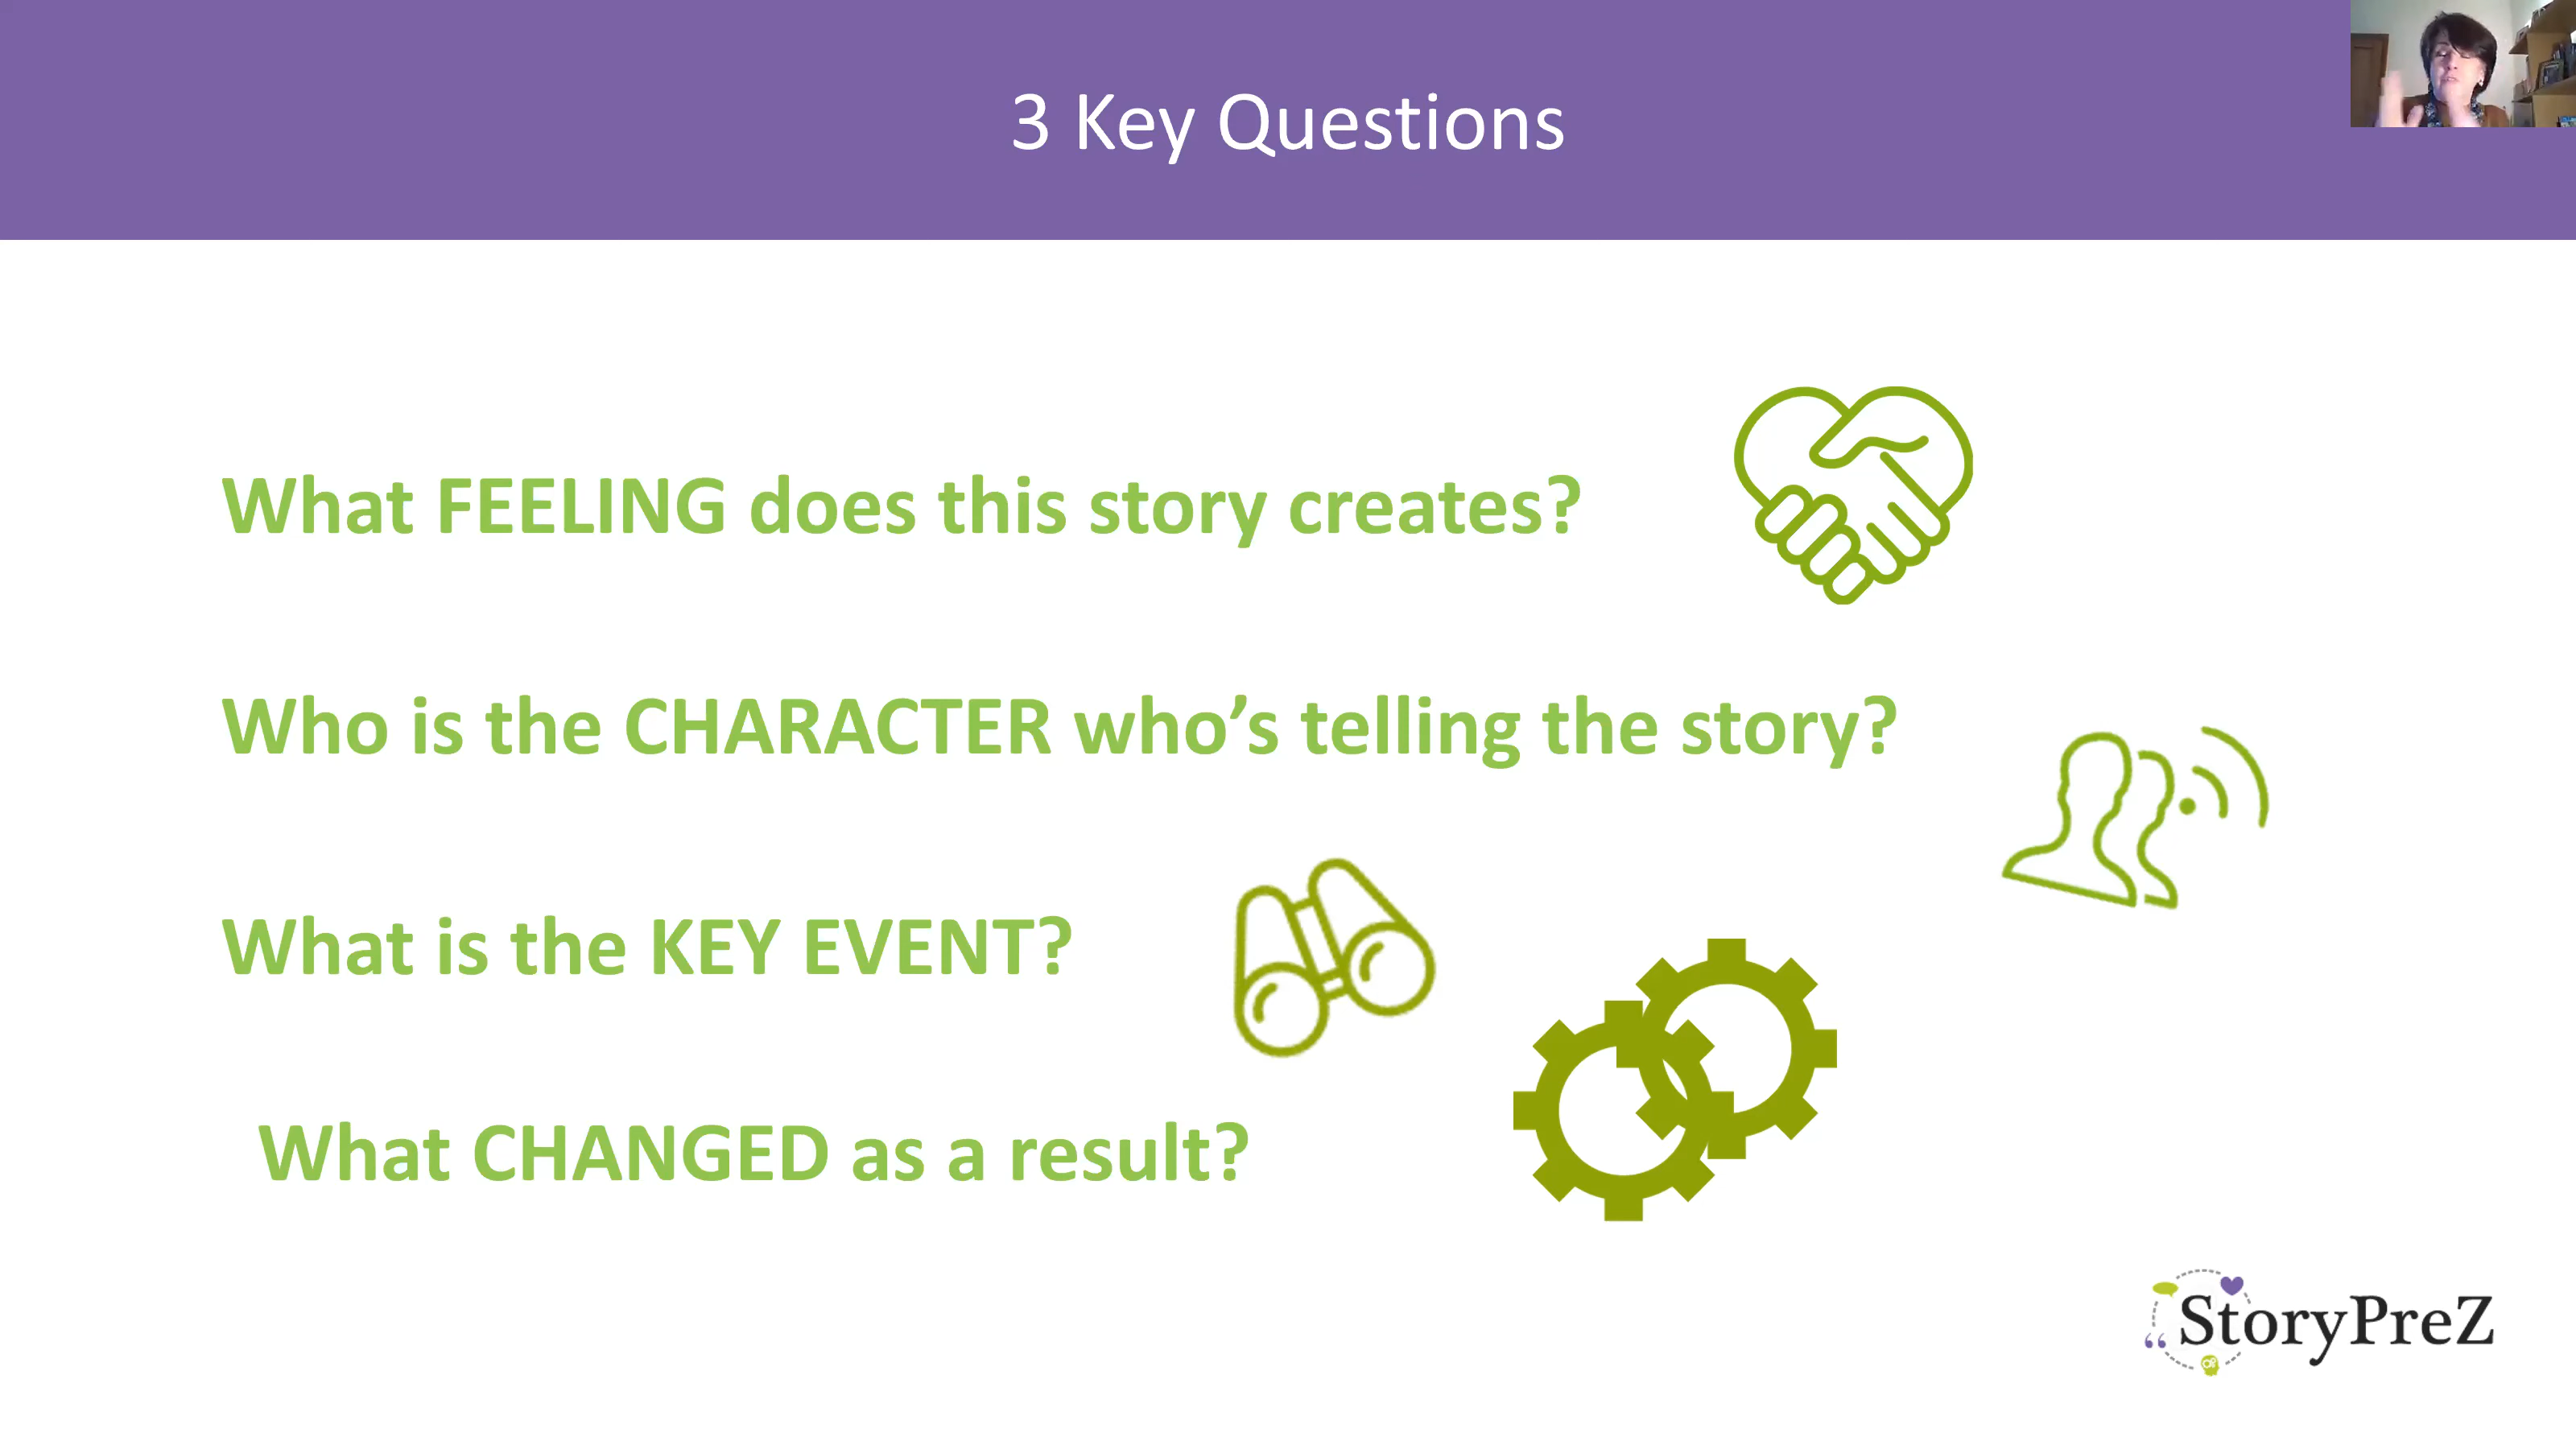 3 Key Questions
What FEELING does this story creates?
Who is the CHARACTER who’s telling the story?
What is the KEY EVENT?
What CHANGED as a result?
StoryPreZ